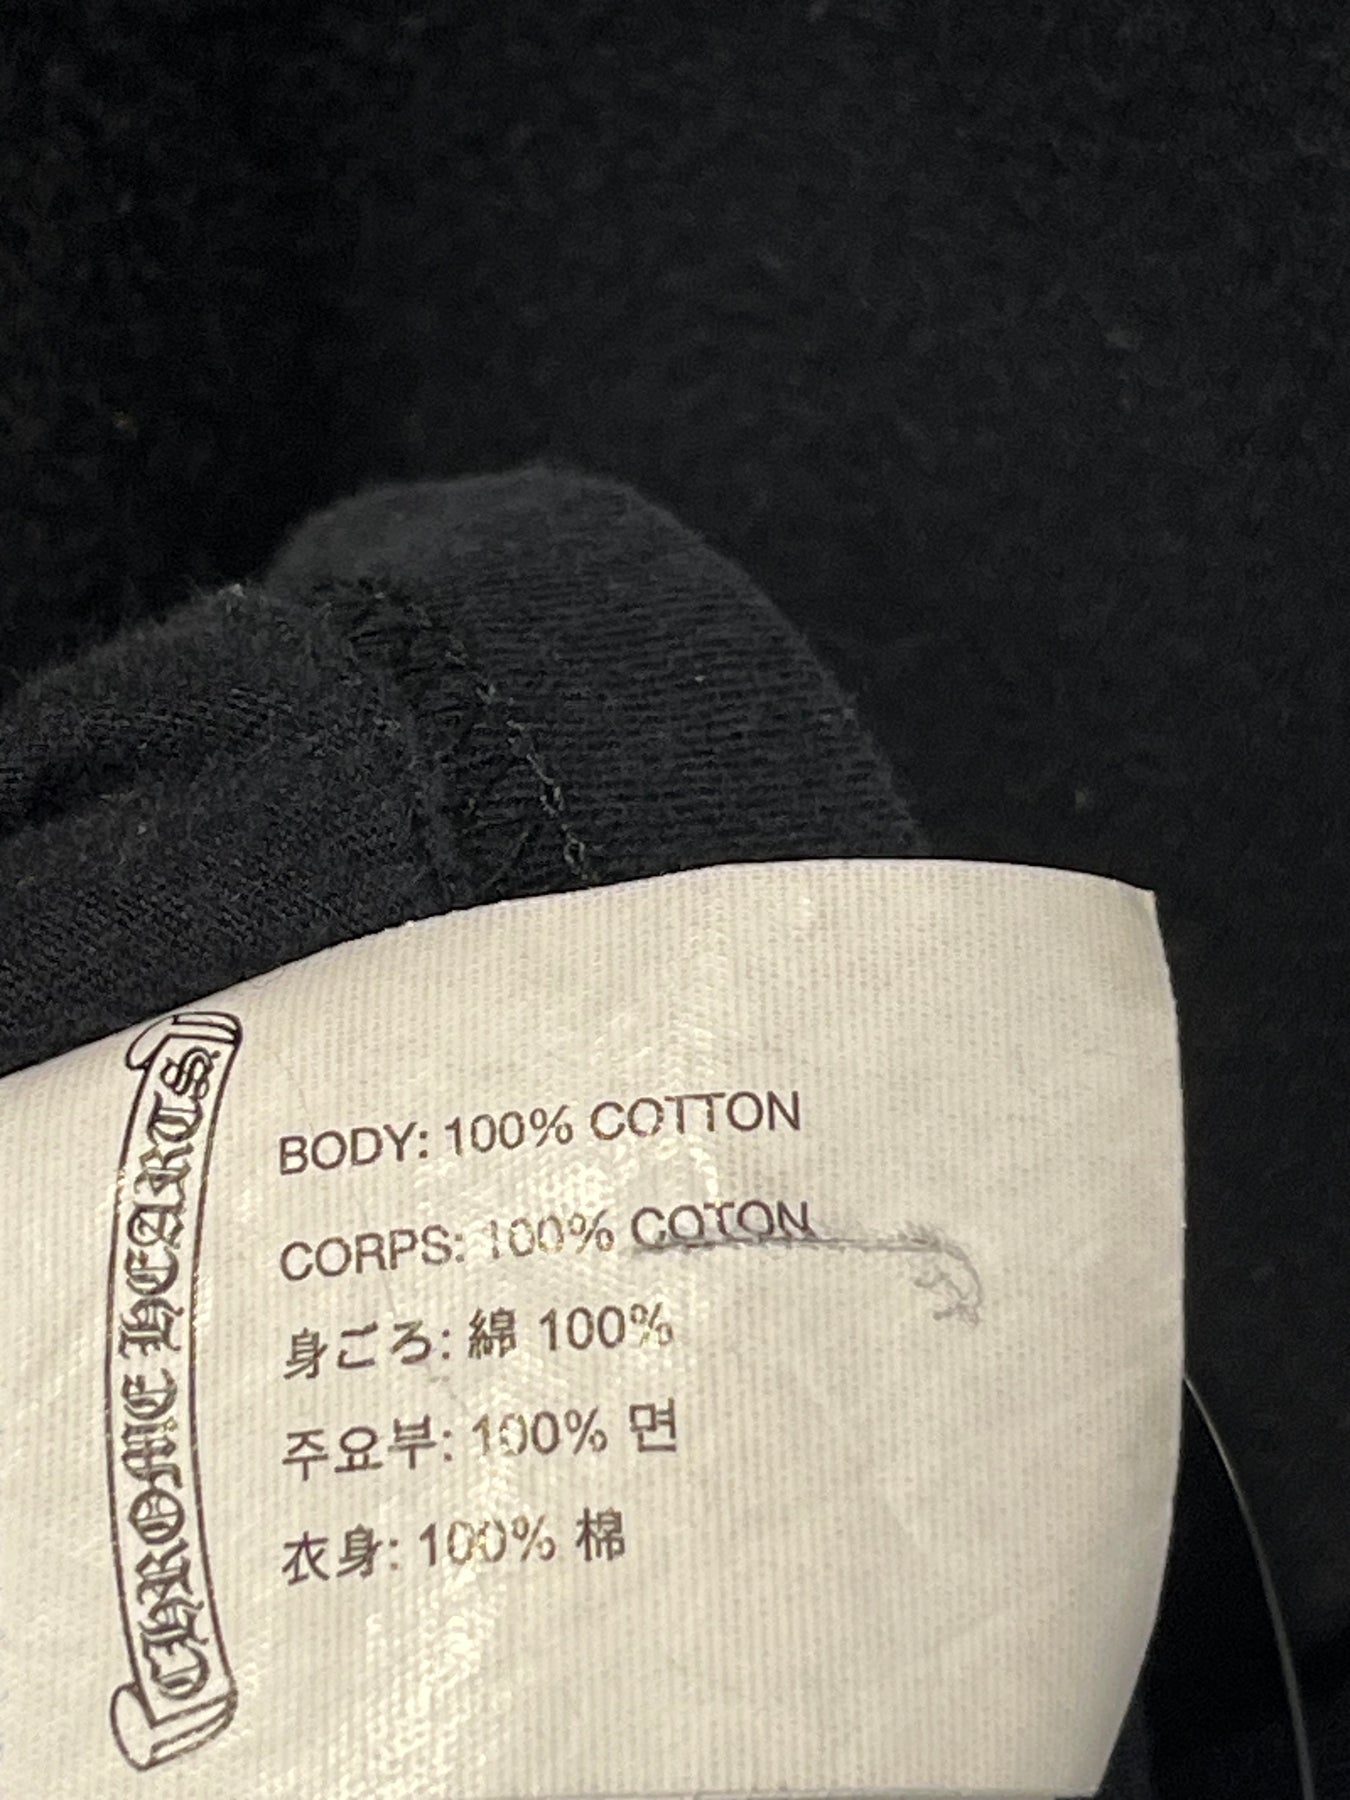 CHROME HEARTS
BODY: 100% COTTON
CORPS: 100% COTON
身ごろ: 綿 100%
주요부: 100% 면
衣身: 100% 棉